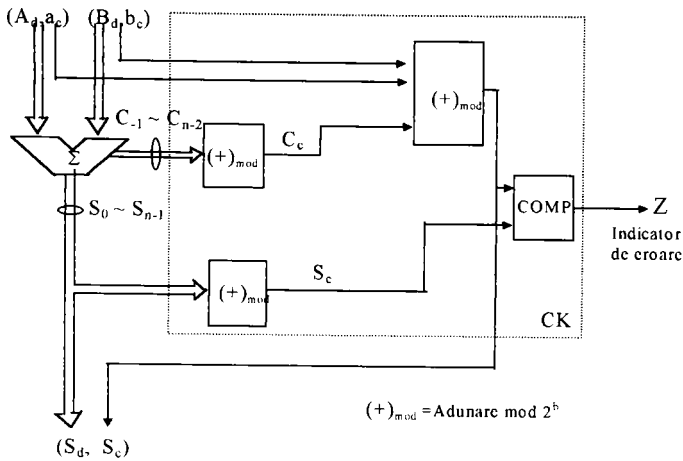 (A_d, a_c) (B_d, b_c)
C_-1 ~ C_n-2
(+)_mod
Σ
(+)_mod
C_c
S_0 ~ S_n-1
COMP
Z
Indicator
de eroare
S_c
(+)_mod
CK
(+)_mod = Adunare mod 2^b
(S_d, S_c)